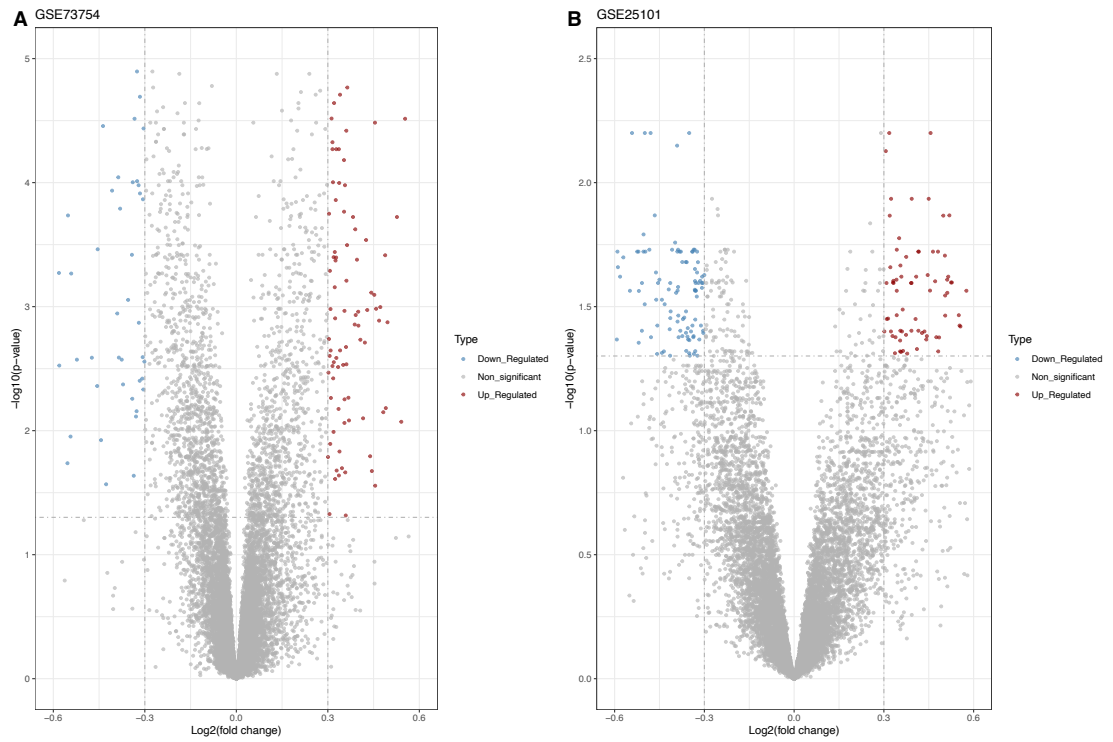 A GSE73754
5
4
3
2
1
0
−log10(p−value)
−0.6 −0.3 0.0 0.3 0.6
Log2(fold change)
Type
Down_Regulated
Non_significant
Up_Regulated
B GSE25101
2.5
2.0
1.5
1.0
0.5
0.0
−log10(p−value)
−0.6 −0.3 0.0 0.3 0.6
Log2(fold change)
Type
Down_Regulated
Non_significant
Up_Regulated